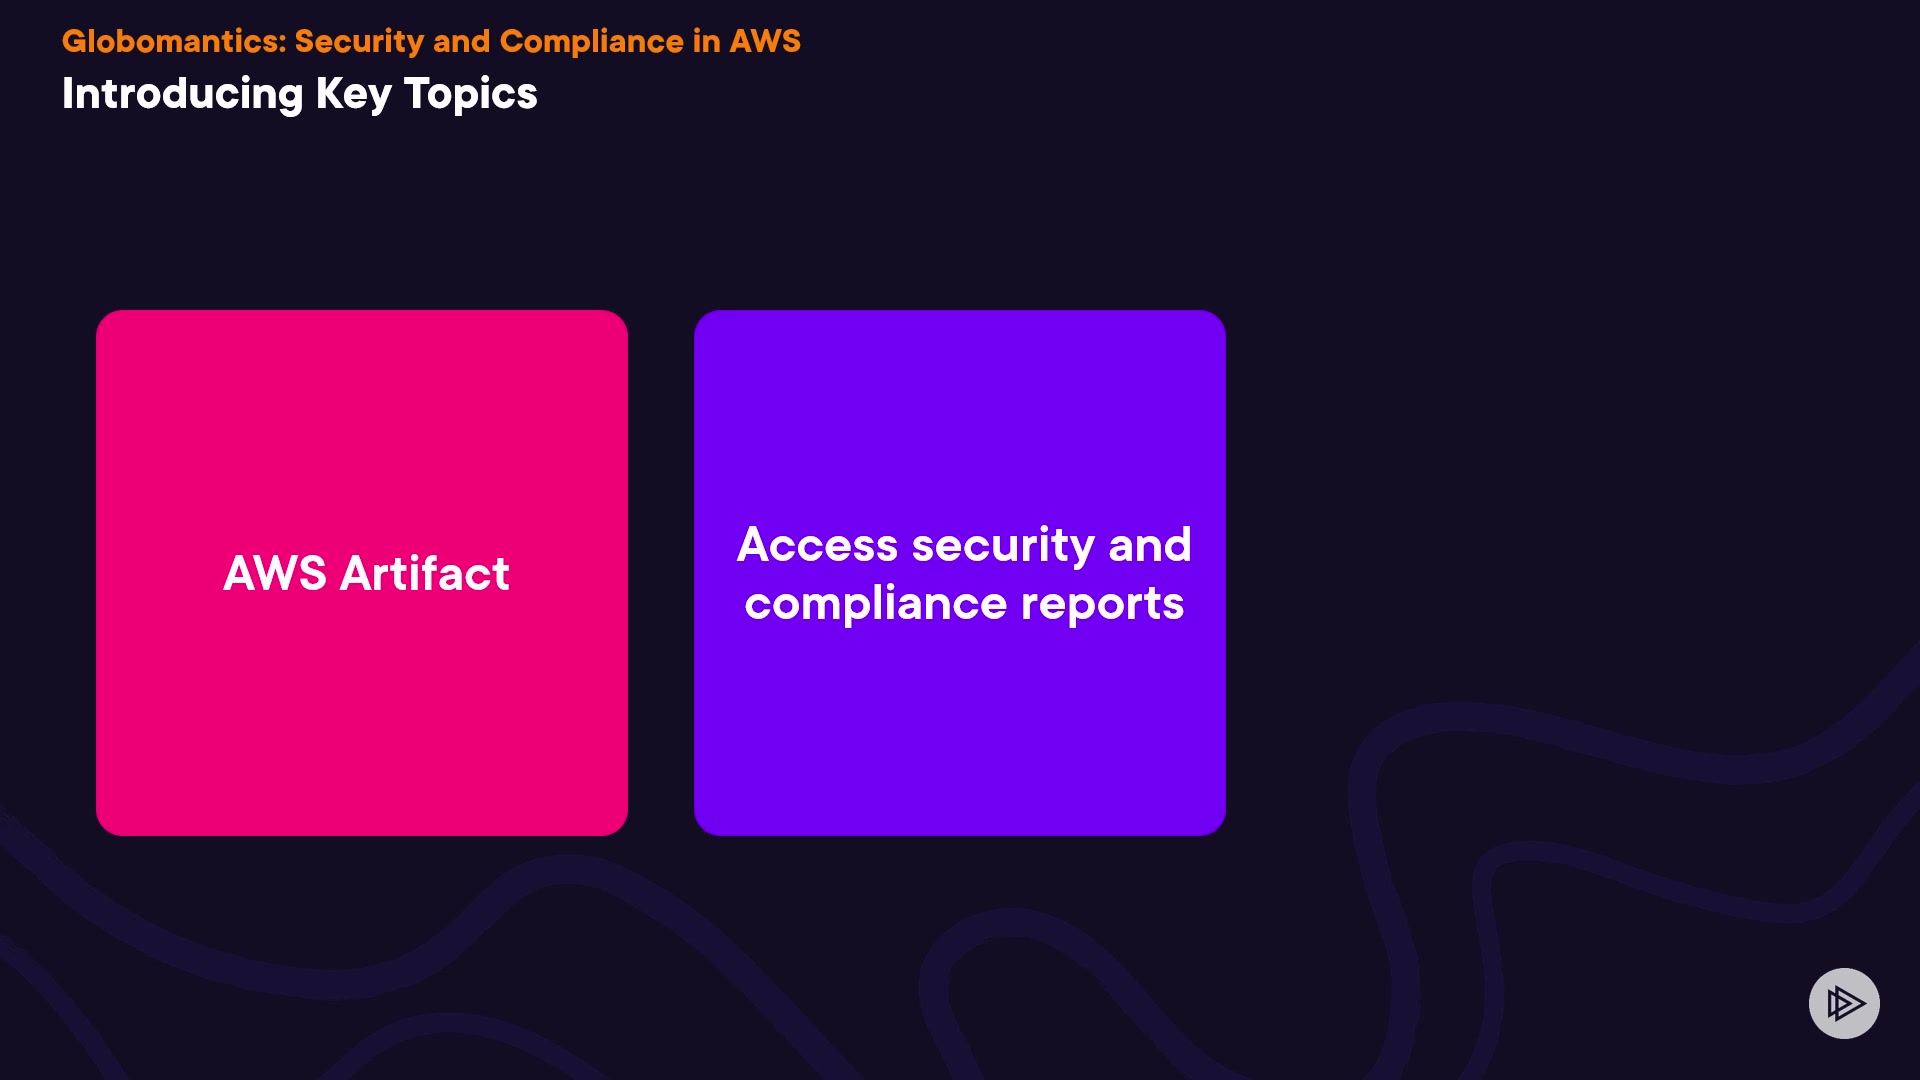 Globomantics: Security and Compliance in AWS
Introducing Key Topics
AWS Artifact
Access security and
compliance reports